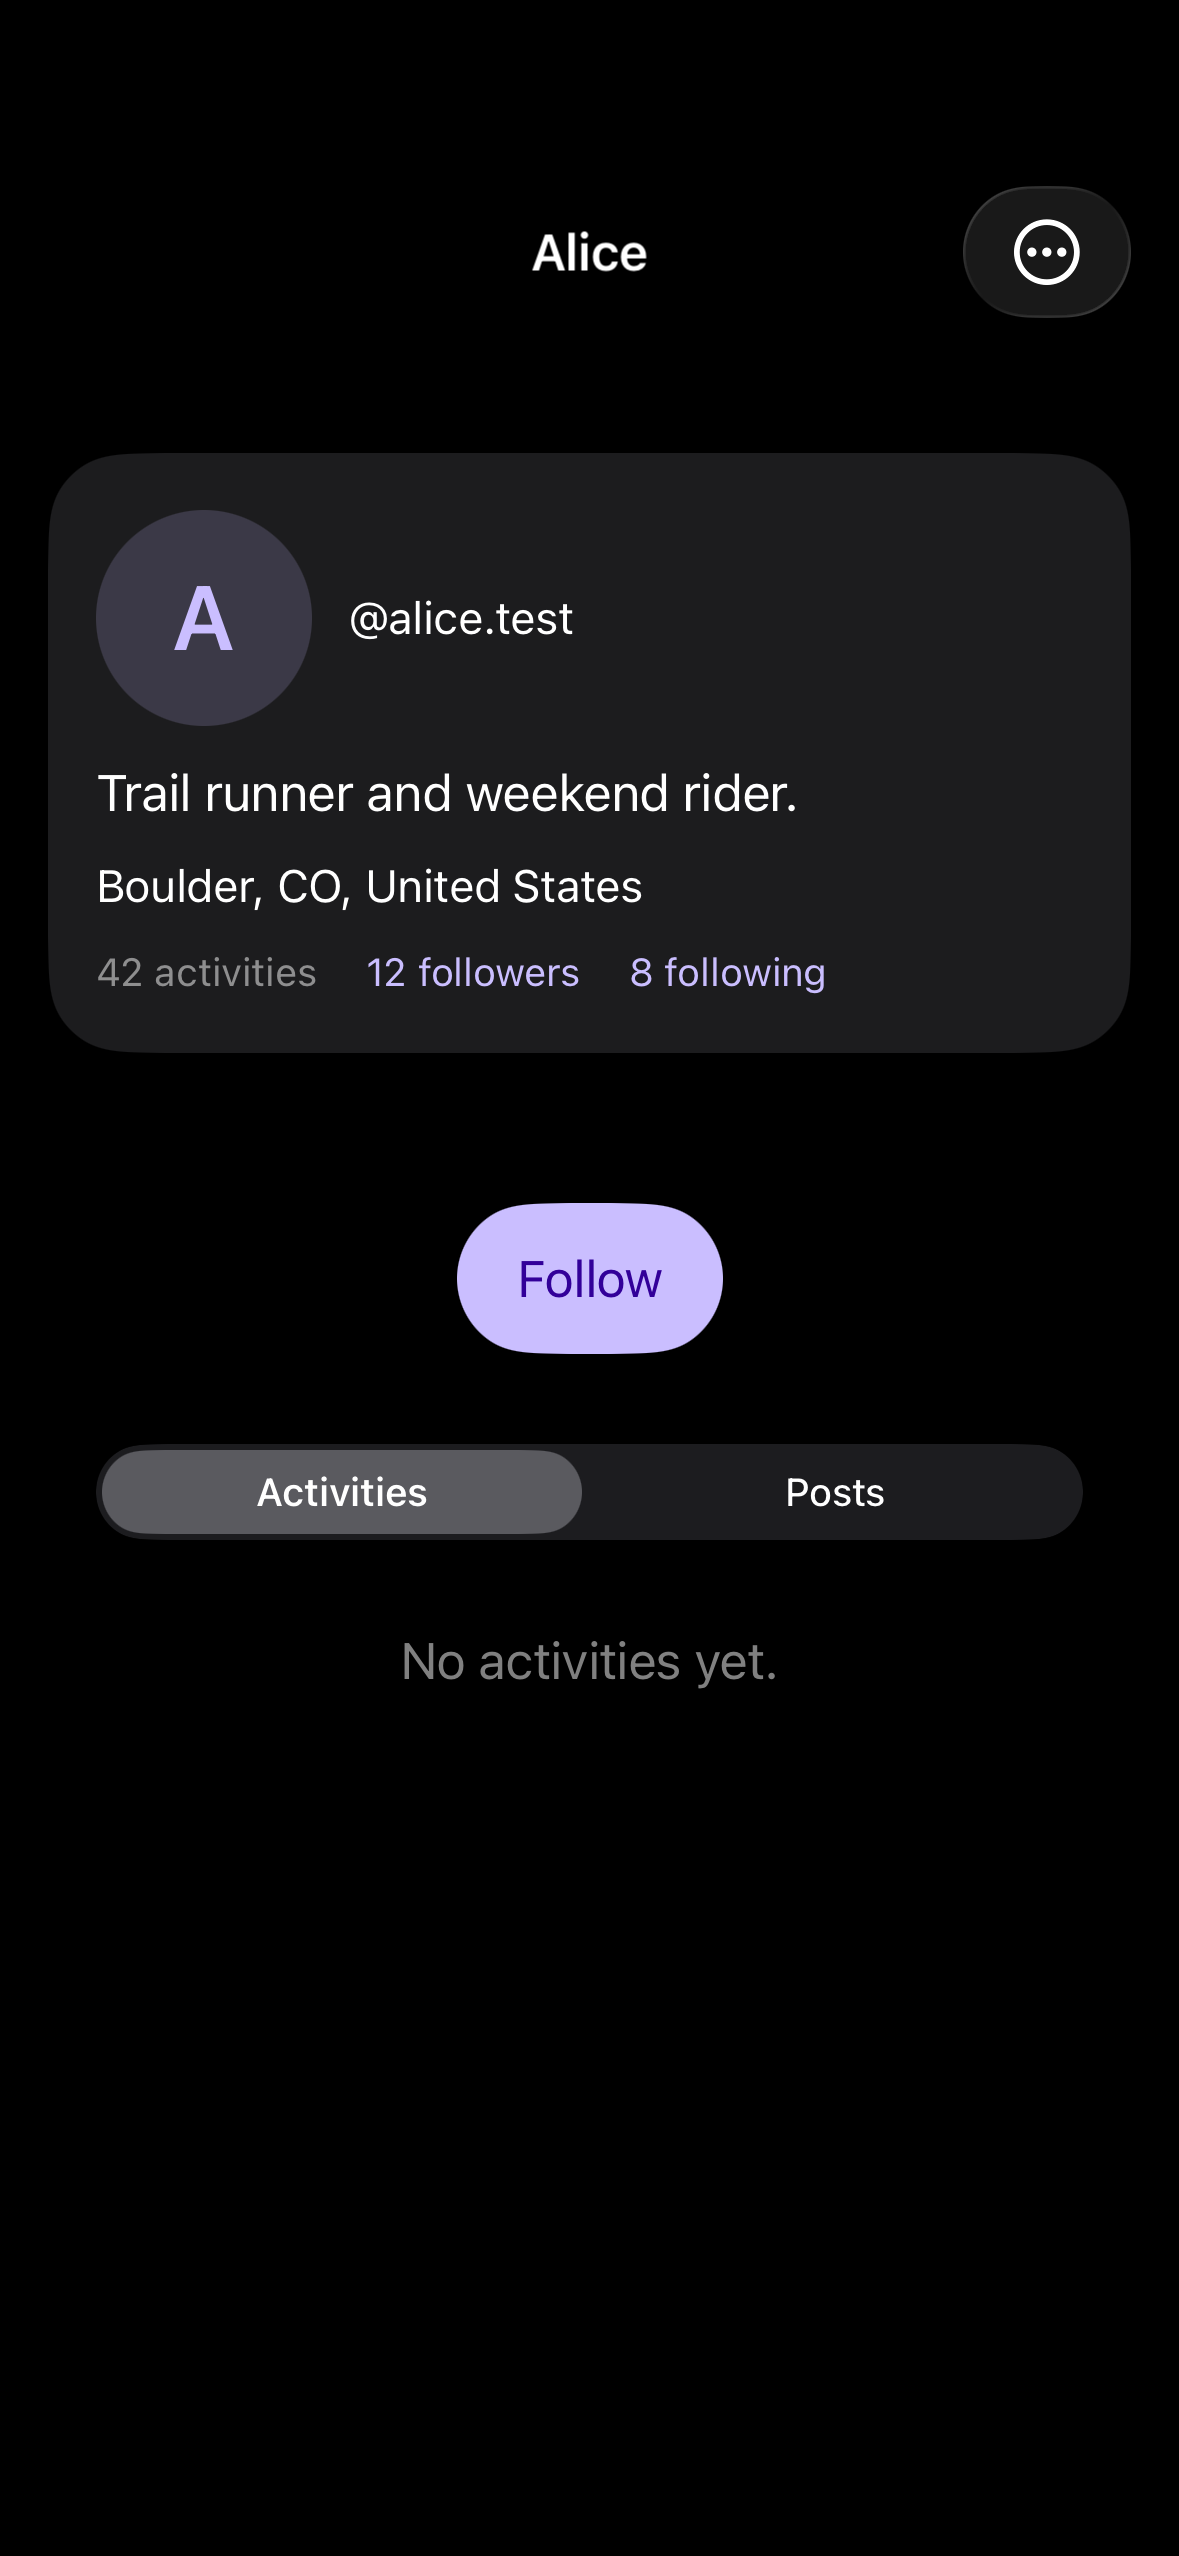 Alice
A
@alice.test
Trail runner and weekend rider.
Boulder, CO, United States
42 activities 12 followers 8 following
Follow
Activities Posts
No activities yet.